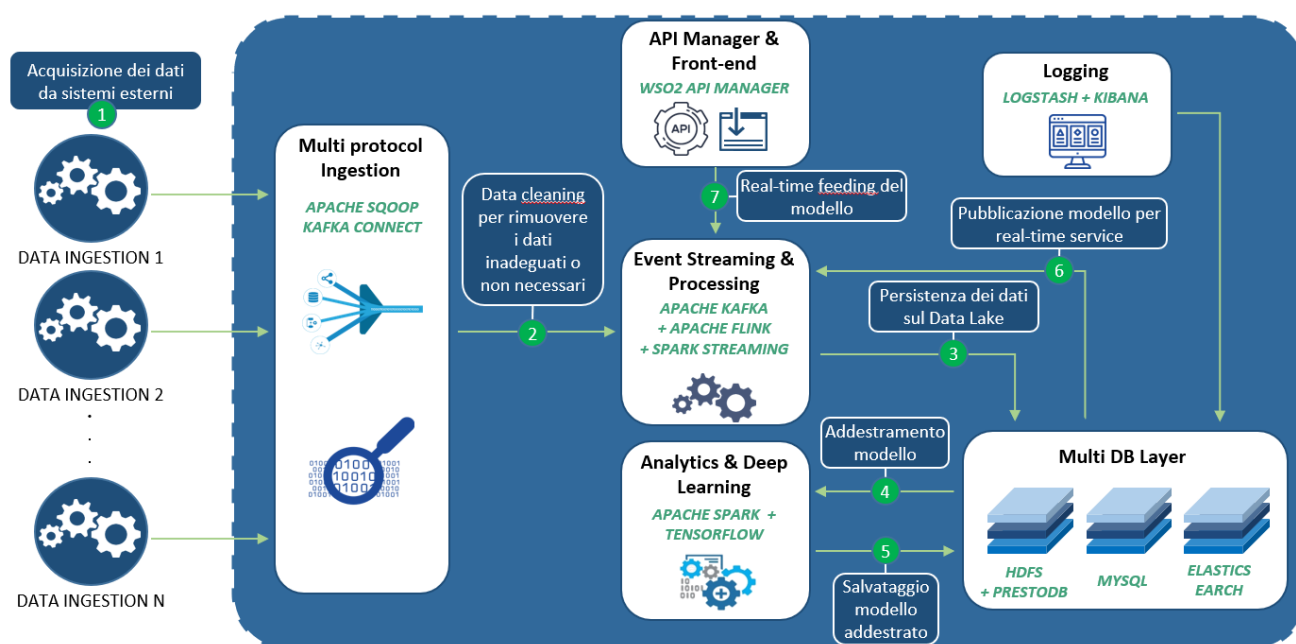 Acquisizione dei dati
da sistemi esterni
1
DATA INGESTION 1
DATA INGESTION 2
.
.
.
DATA INGESTION N
Multi protocol
Ingestion
APACHE SQOOP
KAFKA CONNECT
Data cleaning
per rimuovere
i dati
inadeguati o
non necessari
2
API Manager &
Front-end
WSO2 API MANAGER
API
7
Real-time feeding del
modello
Event Streaming &
Processing
APACHE KAFKA
+ APACHE FLINK
+ SPARK STREAMING
Logging
LOGSTASH + KIBANA
Pubblicazione modello per
real-time service
6
Persistenza dei dati
sul Data Lake
3
Analytics & Deep
Learning
APACHE SPARK +
TENSORFLOW
Addestramento
modello
4
5
Salvataggio
modello
addestrato
Multi DB Layer
HDFS
+ PRESTODB
MYSQL
ELASTICS
EARCH